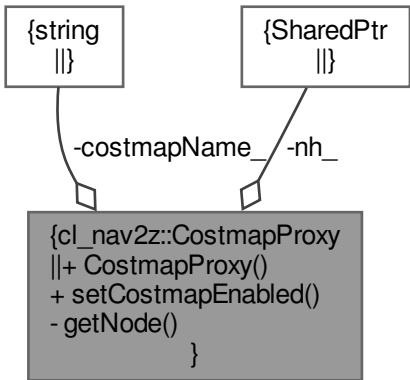 {string
||}
{SharedPtr
||}
-costmapName_
-nh_
{cl_nav2z::CostmapProxy
||+ CostmapProxy()
+ setCostmapEnabled()
- getNode()
}